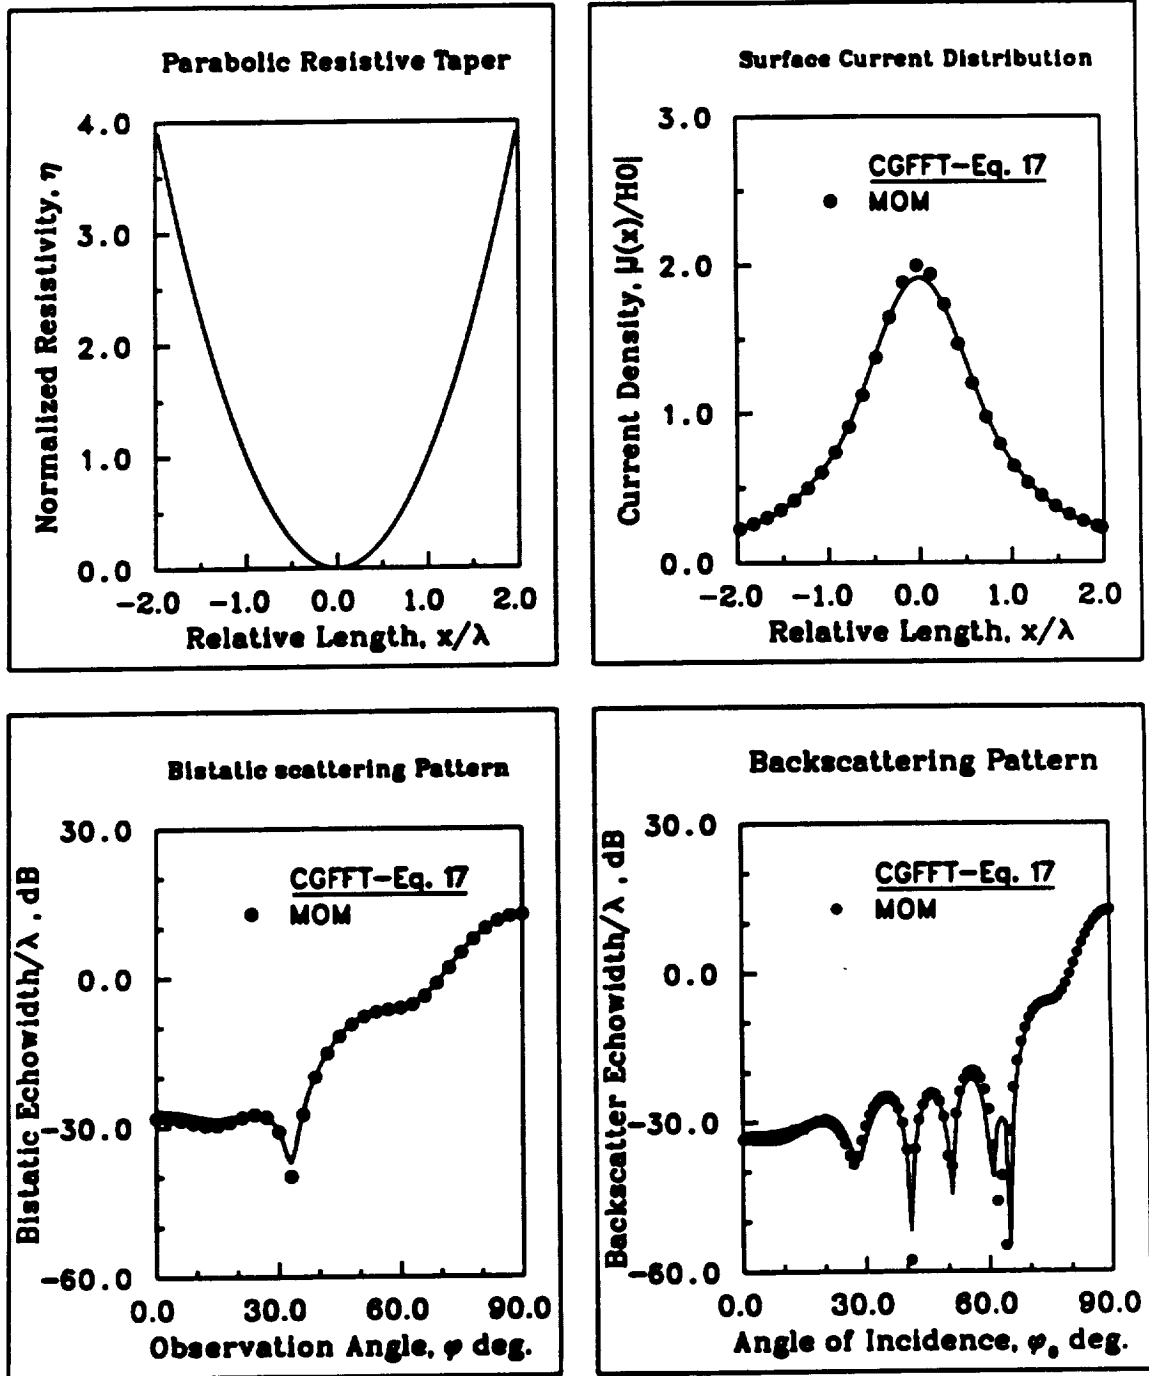 Parabolic Resistive Taper
4.0
3.0
2.0
1.0
0.0
Normalized Resistivity, η
-2.0 -1.0 0.0 1.0 2.0
Relative Length, x/λ
Surface Current Distribution
3.0
2.0
1.0
0.0
Current Density, |J(x)/H0|
CGFFT-Eq. 17
MOM
-2.0 -1.0 0.0 1.0 2.0
Relative Length, x/λ
Bistatic scattering Pattern
30.0
0.0
-30.0
-60.0
Bistatic Echowidth/λ, dB
CGFFT-Eq. 17
MOM
0.0 30.0 60.0 90.0
Observation Angle, φ deg.
Backscattering Pattern
30.0
0.0
-30.0
-60.0
Backscatter Echowidth/λ, dB
CGFFT-Eq. 17
MOM
0.0 30.0 60.0 90.0
Angle of Incidence, φₒ deg.